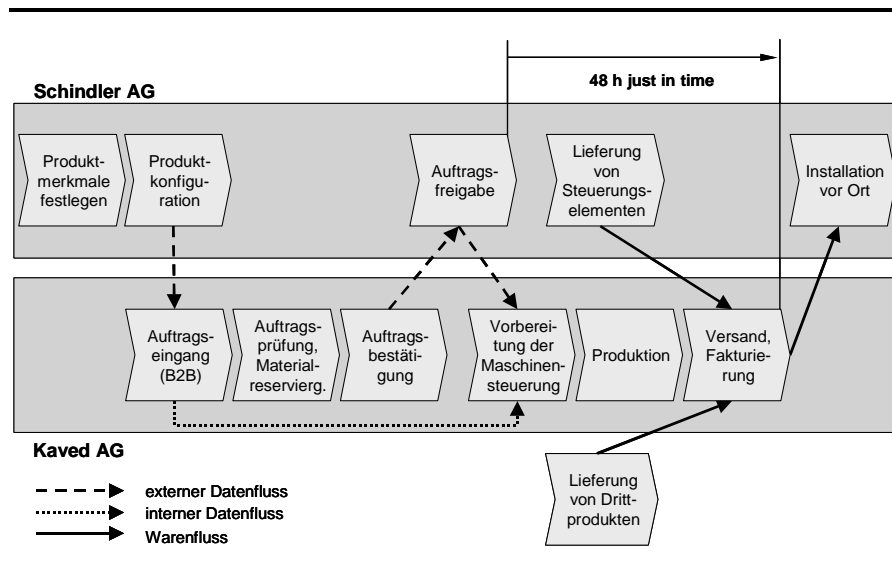 48 h just in time
Schindler AG
Produkt-
merkmale
festlegen
Produkt-
konfigu-
ration
Auftrags-
freigabe
Lieferung
von
Steuerungs-
elementen
Installation
vor Ort
Auftrags-
eingang
(B2B)
Auftrags-
prüfung,
Material-
reservierg.
Auftrags-
bestäti-
gung
Vorberei-
tung der
Maschinen-
steuerung
Produktion
Versand,
Fakturie-
rung
Kaved AG
Lieferung
von Dritt-
produkten
externer Datenfluss
interner Datenfluss
Warenfluss